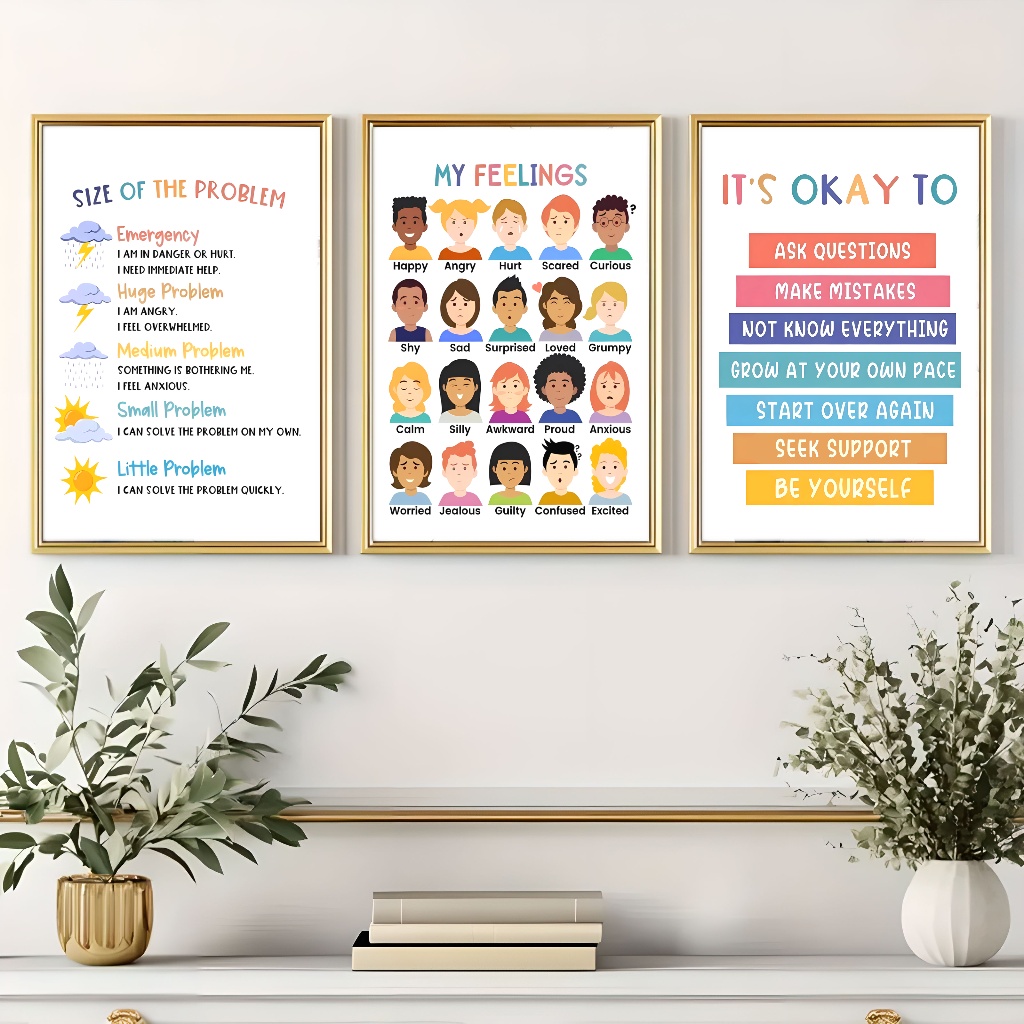 SIZE OF THE PROBLEM
Emergency
I AM IN DANGER OR HURT.
I NEED IMMEDIATE HELP.
Huge Problem
I AM ANGRY.
I FEEL OVERWHELMED.
Medium Problem
SOMETHING IS BOTHERING ME.
I FEEL ANXIOUS.
Small Problem
I CAN SOLVE THE PROBLEM ON MY OWN.
Little Problem
I CAN SOLVE THE PROBLEM QUICKLY.
MY FEELINGS
?
Happy Angry Hurt Scared Curious
Shy Sad Surprised Loved Grumpy
Calm Silly Awkward Proud Anxious
??
Worried Jealous Guilty Confused Excited
IT'S OKAY TO
ASK QUESTIONS
MAKE MISTAKES
NOT KNOW EVERYTHING
GROW AT YOUR OWN PACE
START OVER AGAIN
SEEK SUPPORT
BE YOURSELF